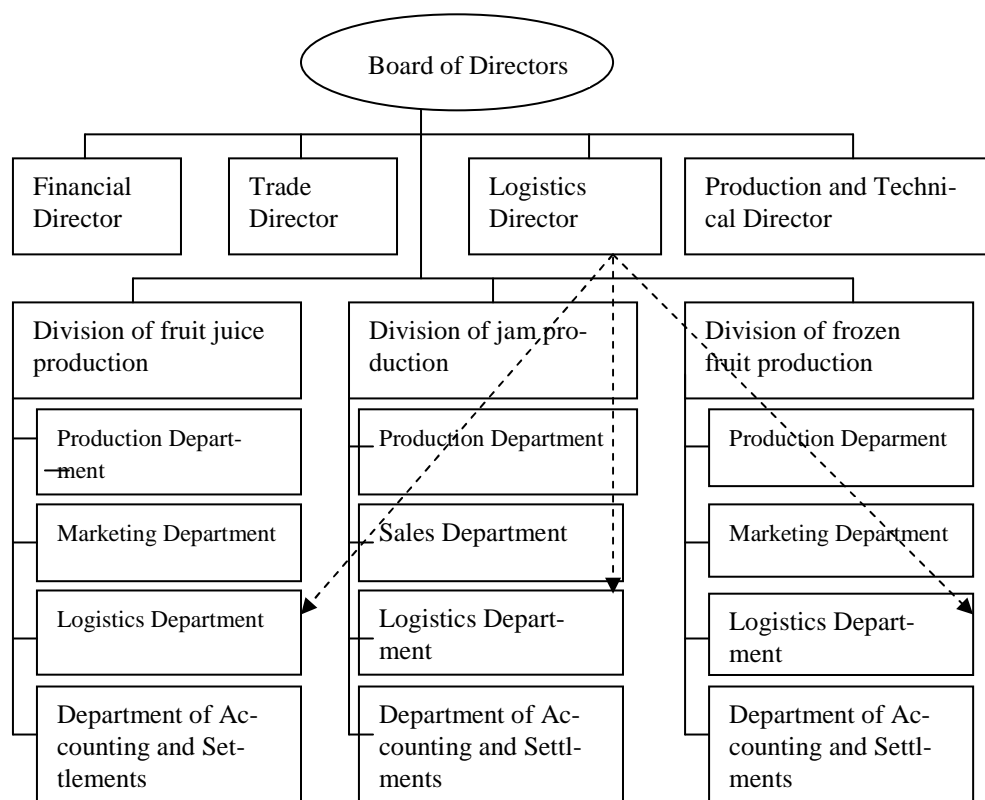 Board of Directors
Financial
Director
Trade
Director
Logistics
Director
Production and Techni-
cal Director
Division of fruit juice
production
Division of jam pro-
duction
Division of frozen
fruit production
Production Depart-
ment
Production Department
Production Deparment
Marketing Department
Sales Department
Marketing Department
Logistics Department
Logistics Depart-
ment
Logistics Depart-
ment
Department of Ac-
counting and Set-
tlements
Department of Ac-
counting and Settl-
ments
Department of Ac-
counting and Settl-
ments